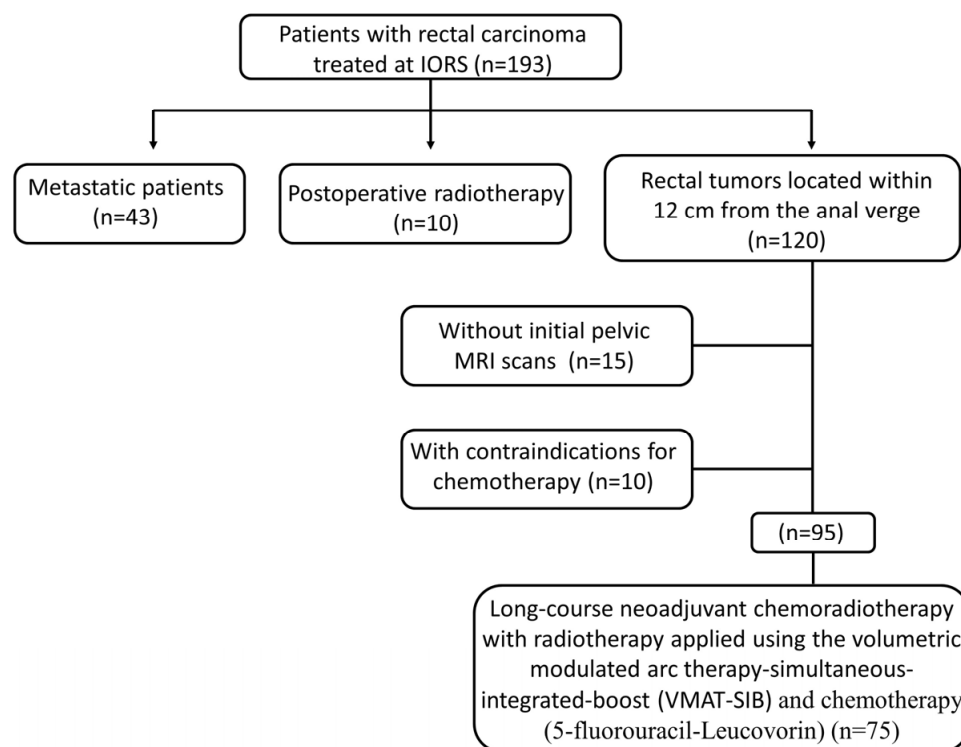 Patients with rectal carcinoma
treated at IORS (n=193)
Metastatic patients
(n=43)
Postoperative radiotherapy
(n=10)
Rectal tumors located within
12 cm from the anal verge
(n=120)
Without initial pelvic
MRI scans (n=15)
With contraindications for
chemotherapy (n=10)
(n=95)
Long-course neoadjuvant chemoradiotherapy
with radiotherapy applied using the volumetric
modulated arc therapy-simultaneous-
integrated-boost (VMAT-SIB) and chemotherapy
(5-fluorouracil-Leucovorin) (n=75)